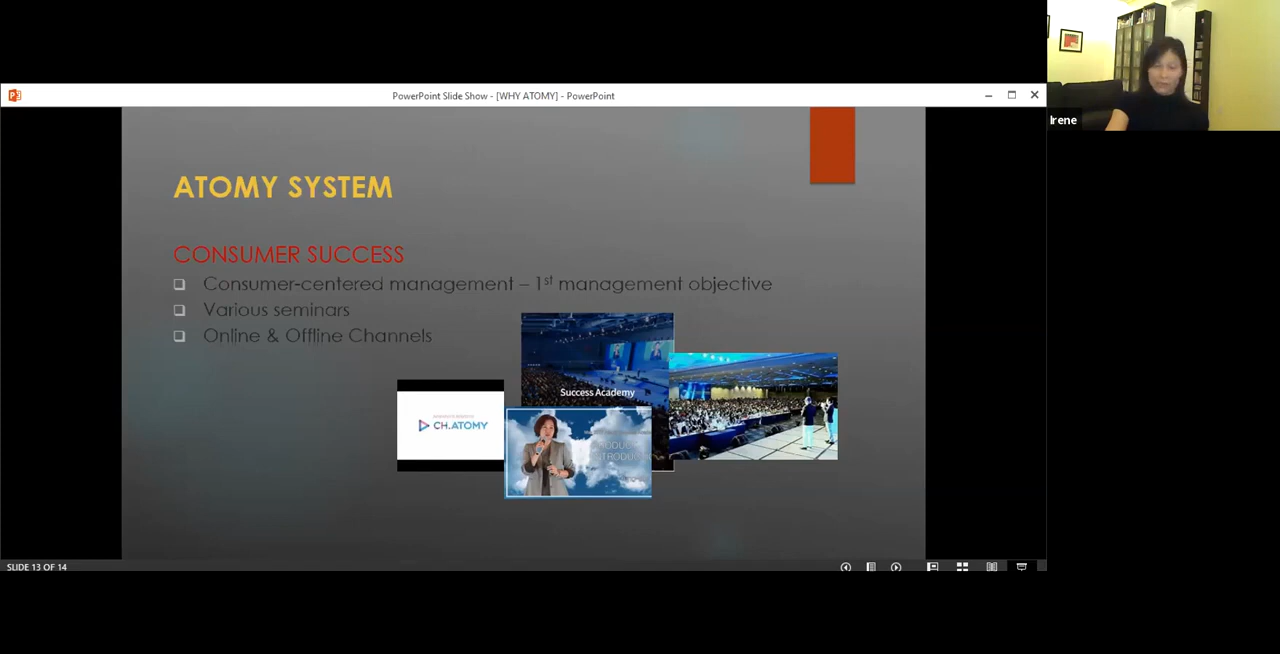 PowerPoint Slide Show - [WHY ATOMY] - PowerPoint
Irene
ATOMY SYSTEM
CONSUMER SUCCESS
Consumer-centered management – 1st management objective
Various seminars
Online & Offline Channels
Success Academy
CH.ATOMY
SLIDE 13 OF 14